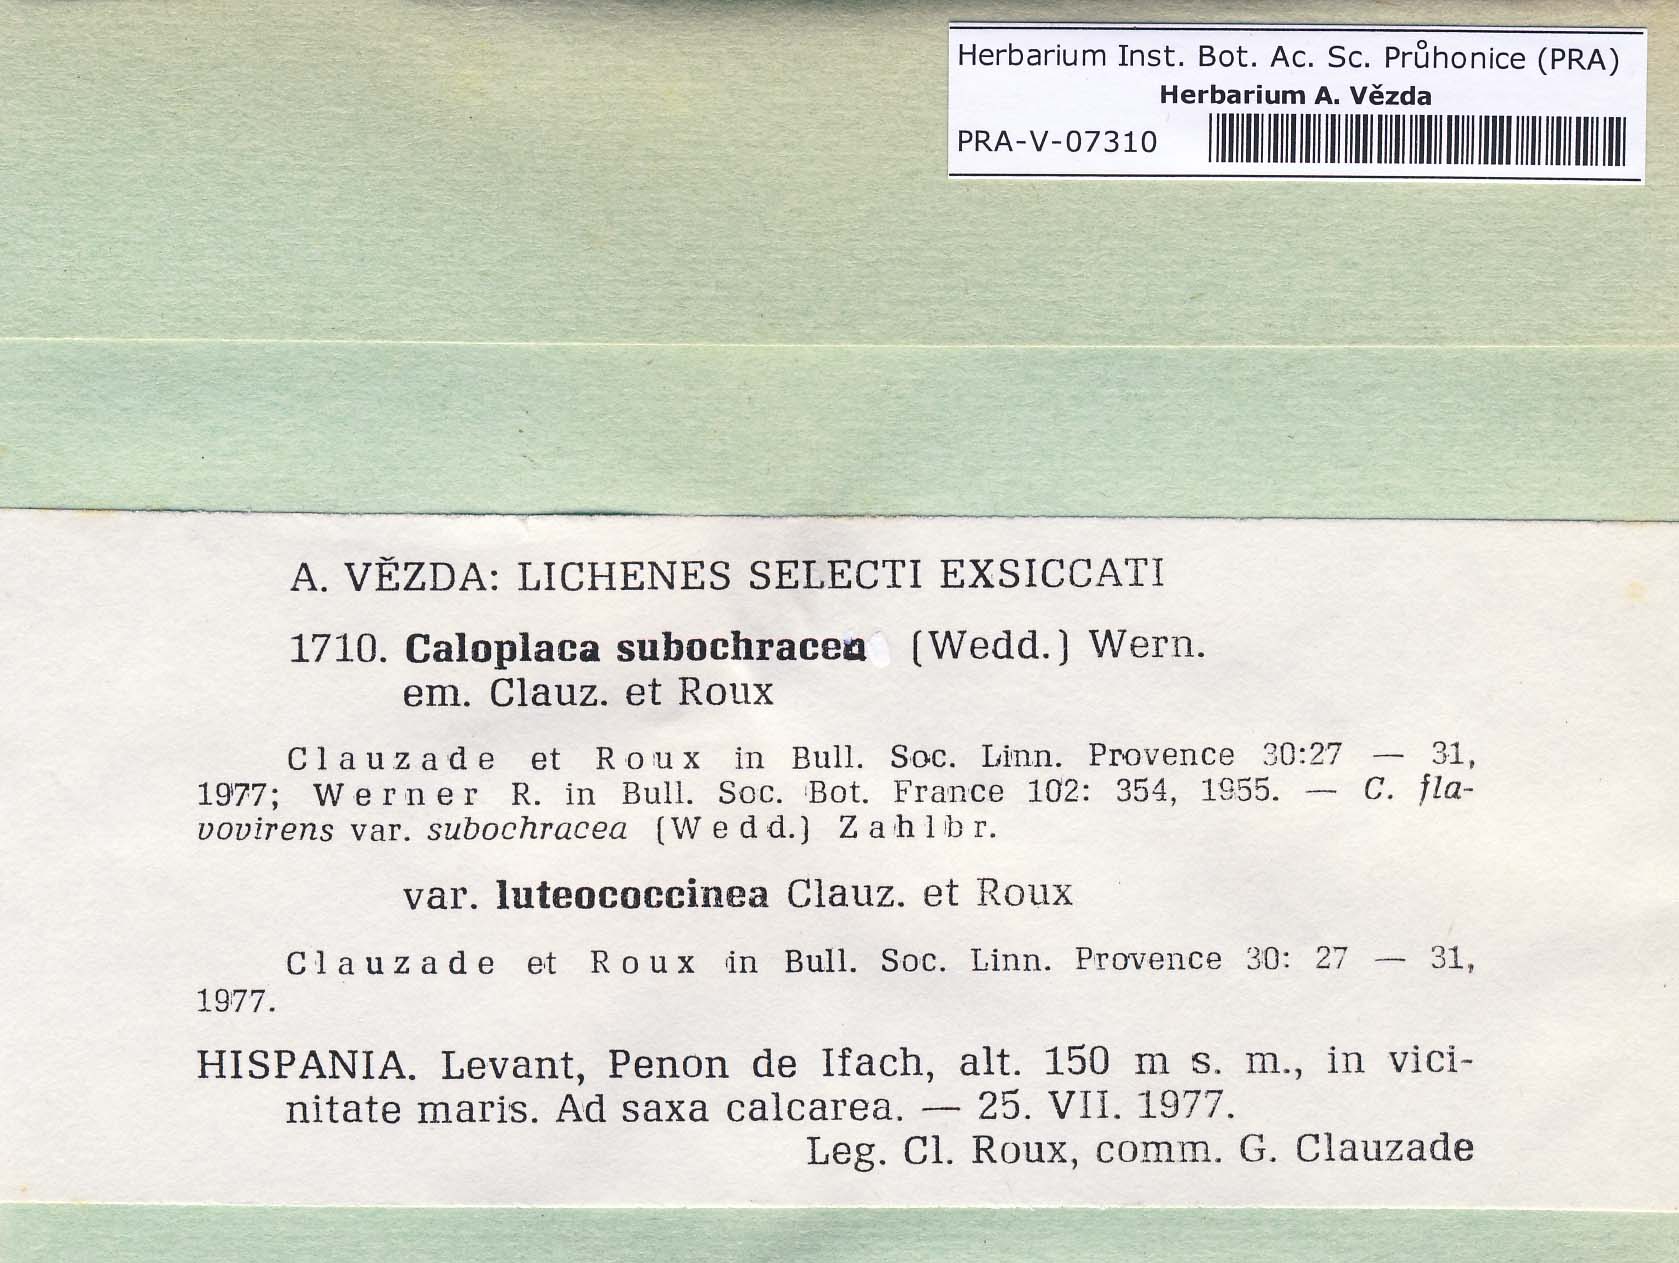 Herbarium Inst. Bot. Ac. Sc. Průhonice (PRA)
Herbarium A. Vězda
PRA-V-07310
A. VĚZDA: LICHENES SELECTI EXSICCATI
1710. Caloplaca subochracea (Wedd.) Wern.
em. Clauz. et Roux
Clauzade et Roux in Bull. Soc. Linn. Provence 30:27 — 31,
1977; Werner R. in Bull. Soc. Bot. France 102: 354, 1955. — C. fla-
vovirens var. subochracea (Wedd.) Zahlbr.
var. luteococcinea Clauz. et Roux
Clauzade et Roux in Bull. Soc. Linn. Provence 30: 27 — 31,
1977.
HISPANIA. Levant, Penon de Ifach, alt. 150 m s. m., in vici-
nitate maris. Ad saxa calcarea. — 25. VII. 1977.
Leg. Cl. Roux, comm. G. Clauzade